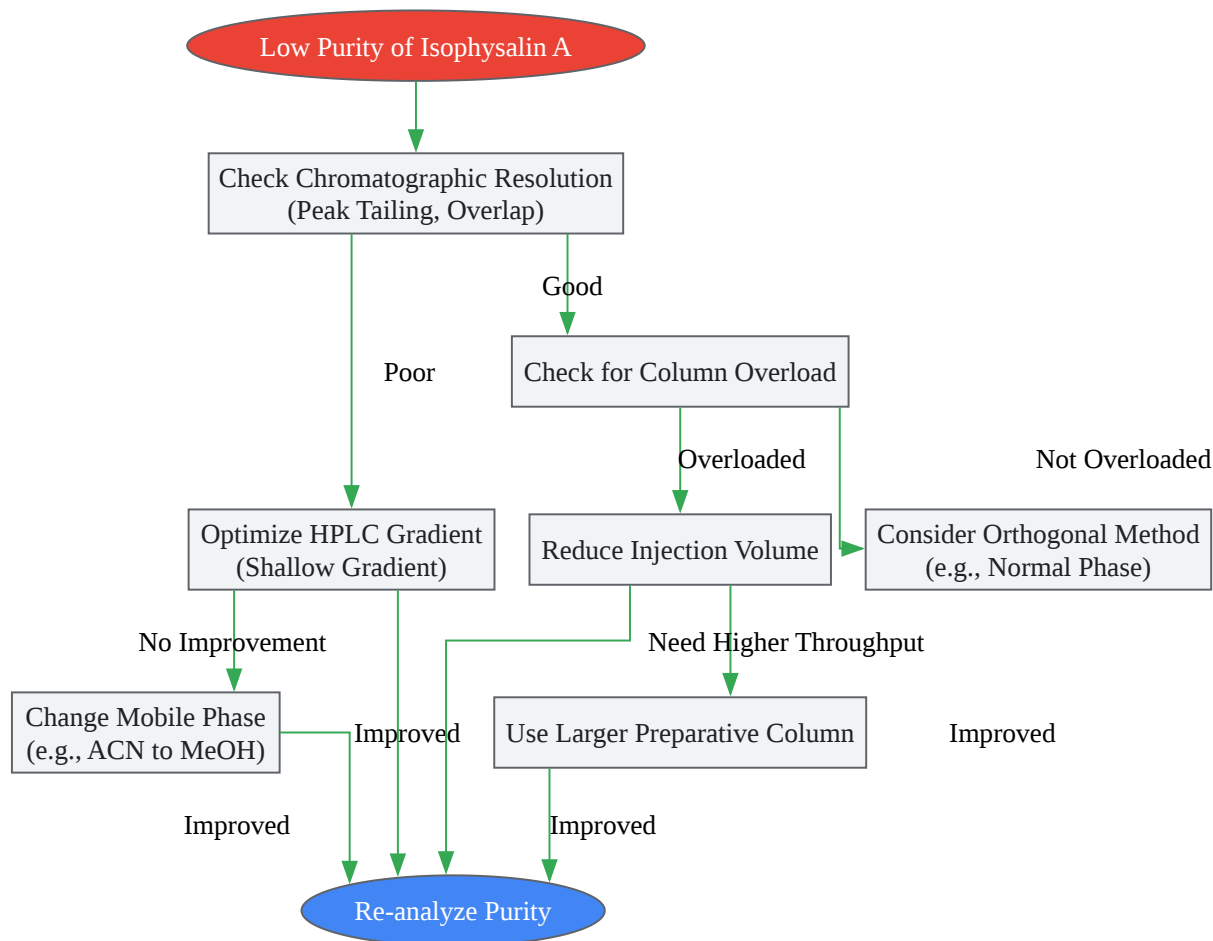 Low Purity of Isophysalin A
Check Chromatographic Resolution
(Peak Tailing, Overlap)
Good
Poor
Check for Column Overload
Overloaded
Not Overloaded
Optimize HPLC Gradient
(Shallow Gradient)
Reduce Injection Volume
Consider Orthogonal Method
(e.g., Normal Phase)
No Improvement
Need Higher Throughput
Change Mobile Phase
(e.g., ACN to MeOH)
Improved
Use Larger Preparative Column
Improved
Improved
Improved
Re-analyze Purity